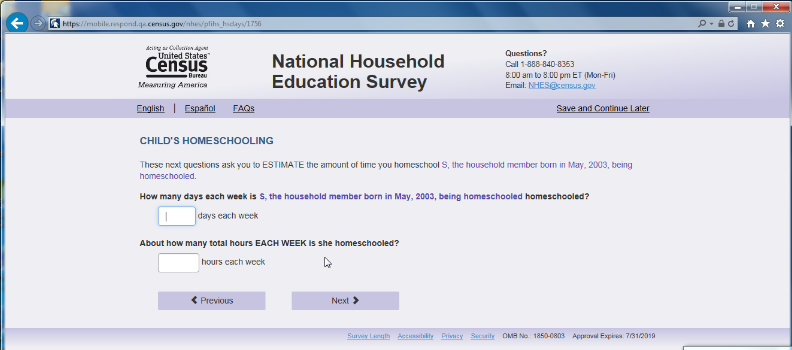 https://mobile.respond.qa.census.gov/nhes/pfihs_hsdays/1756
Acting as Collection Agent
United States™
Census
Bureau
Measuring America
National Household
Education Survey
Questions?
Call 1-888-840-8353
8:00 am to 8:00 pm ET (Mon-Fri)
Email: NHES@census.gov
English | Español FAQs Save and Continue Later
CHILD'S HOMESCHOOLING
These next questions ask you to ESTIMATE the amount of time you homeschool S, the household member born in May, 2003, being
homeschooled.
How many days each week is S, the household member born in May, 2003, being homeschooled homeschooled?
days each week
About how many total hours EACH WEEK is she homeschooled?
hours each week
Previous Next
Survey Length Accessibility Privacy Security OMB No.: 1850-0803 Approval Expires: 7/31/2019